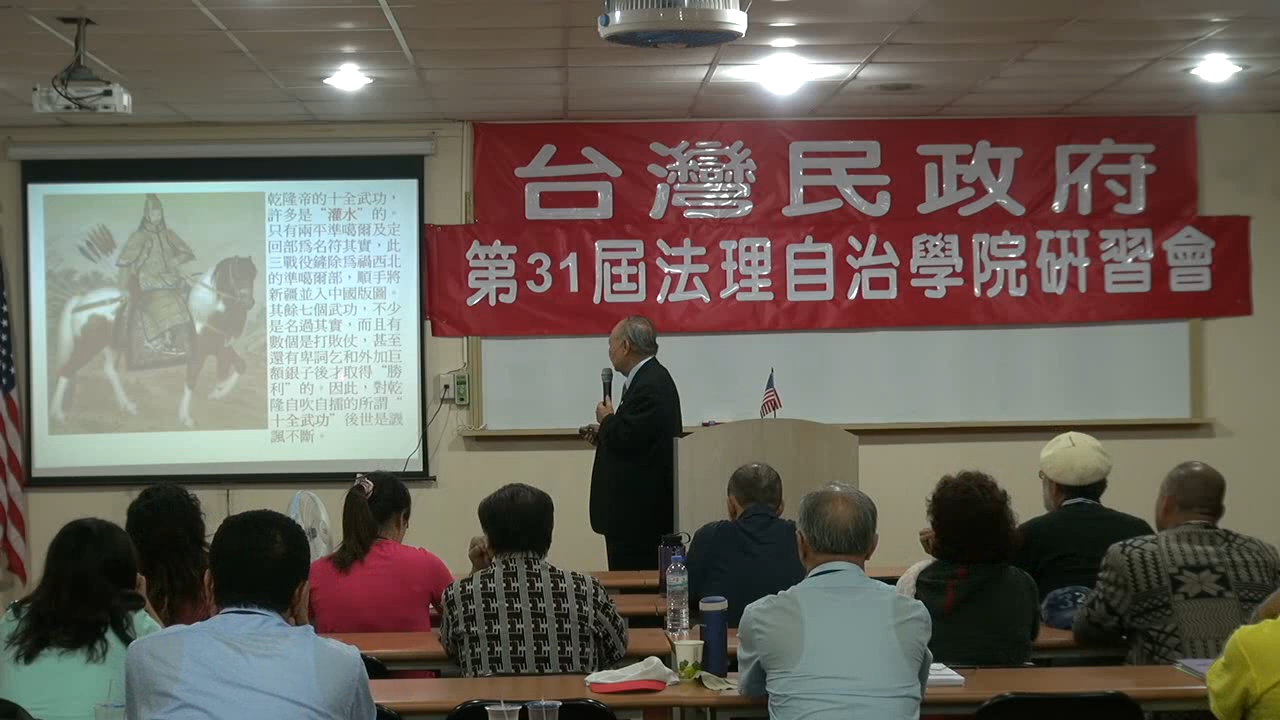 台灣民政府
第31屆法理自治學院研習會
乾隆帝的十全武功，
許多是“灌水”的。
只有兩平準噶爾及定
回部爲名符其實，此
三戰役鏟除爲禍西北
的準噶爾部，順手將
新疆並入中國版圖。
其餘七個武功，不少
是名過其實，而且有
數個是打敗仗，甚至
還有卑詞乞和外加巨
額銀子後才取得“勝
利”的。因此，對乾
隆自吹自擂的所謂“
十全武功”後世是譏
諷不斷。